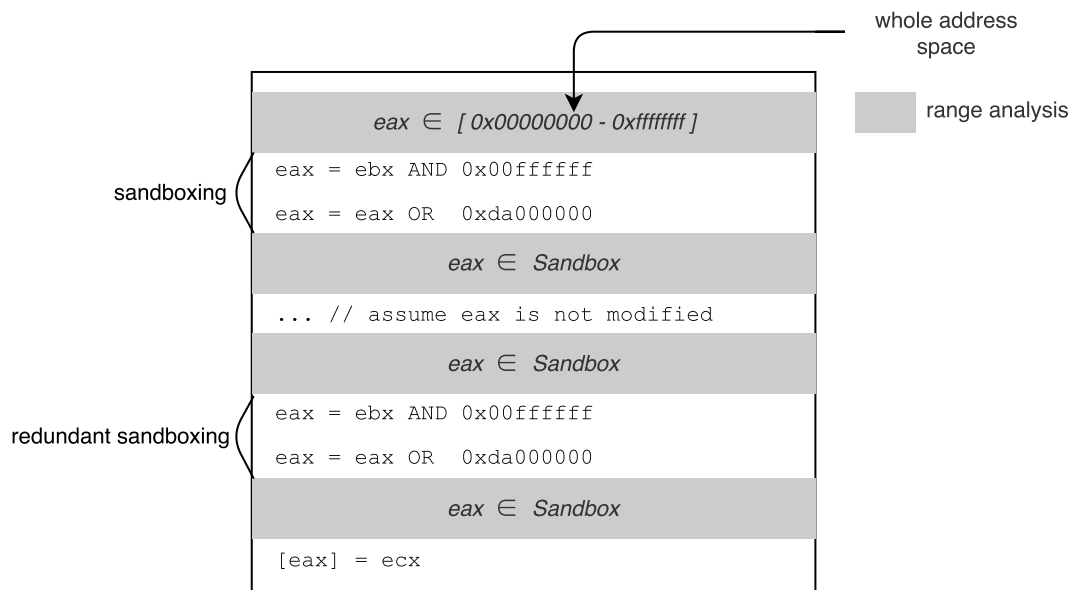 whole address
space
eax ∈ [ 0x00000000 - 0xffffffff ]
range analysis
eax = ebx AND 0x00ffffff
sandboxing
eax = eax OR 0xda000000
eax ∈ Sandbox
... // assume eax is not modified
eax ∈ Sandbox
eax = ebx AND 0x00ffffff
redundant sandboxing
eax = eax OR 0xda000000
eax ∈ Sandbox
[eax] = ecx